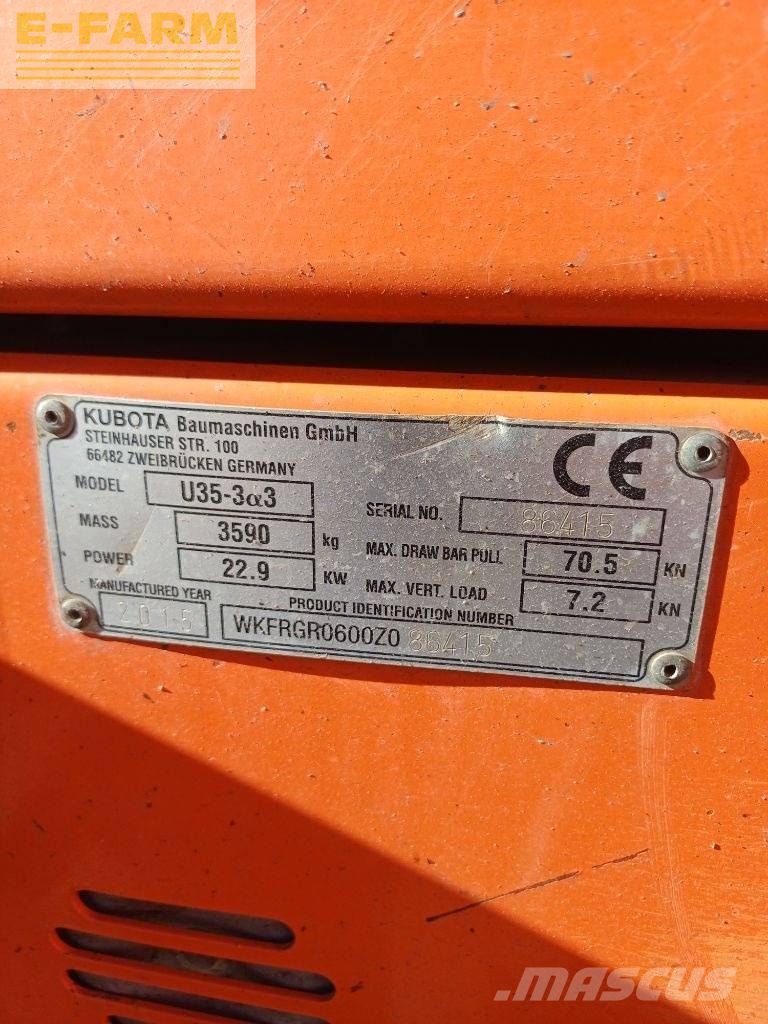 E-FARM
KUBOTA Baumaschinen GmbH
STEINHAUSER STR. 100
66482 ZWEIBRÜCKEN GERMANY
MODEL U35-3α3
MASS 3590 kg
POWER 22.9 KW
MANUFACTURED YEAR
2015
CE
SERIAL NO. 86415
MAX. DRAW BAR PULL 70.5 KN
MAX. VERT. LOAD 7.2 KN
PRODUCT IDENTIFICATION NUMBER
WKFRGR0600Z086415
MASCUS